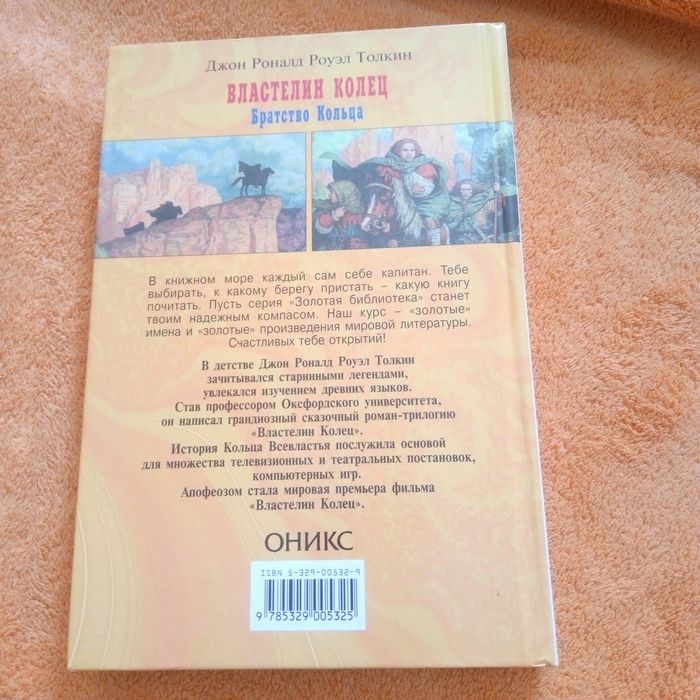 Джон Роналд Роуэл Толкин
ВЛАСТЕЛИН КОЛЕЦ
Братство Кольца
В книжном море каждый сам себе капитан. Тебе
выбирать, к какому берегу пристать – какую книгу
почитать. Пусть серия «Золотая библиотека» станет
твоим надежным компасом. Наш курс – «золотые»
имена и «золотые» произведения мировой литературы.
Счастливых тебе открытий!
В детстве Джон Роналд Роуэл Толкин
зачитывался старинными легендами,
увлекался изучением древних языков.
Став профессором Оксфордского университета,
он написал грандиозный сказочный роман-трилогию
«Властелин Колец».
История Кольца Всевластья послужила основой
для множества телевизионных и театральных постановок,
компьютерных игр.
Апофеозом стала мировая премьера фильма
«Властелин Колец».
ОНИКС
ISBN 5-329-00532-9
9 785329 005325